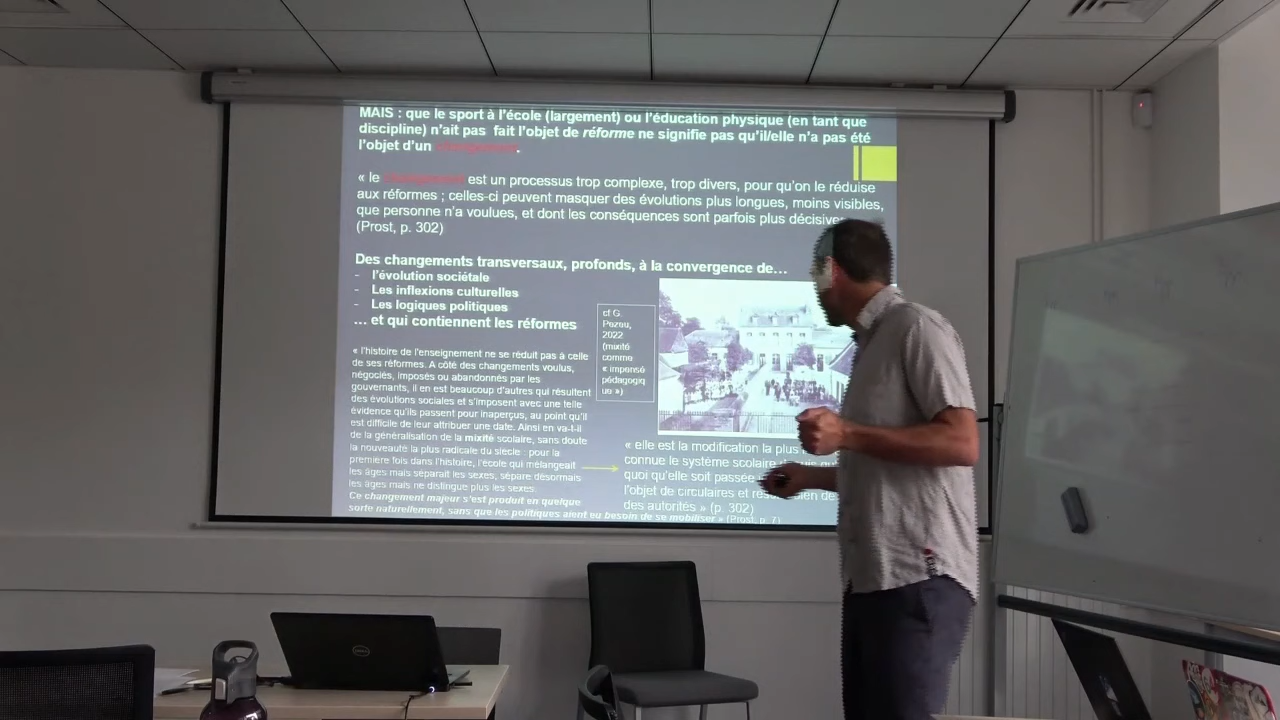 MAIS : que le sport à l'école (largement) ou l'éducation physique (en tant que
discipline) n'ait pas fait l'objet de réforme ne signifie pas qu'il/elle n'a pas été
l'objet d'un changement.
« le changement est un processus trop complexe, trop divers, pour qu'on le réduise
aux réformes ; celles-ci peuvent masquer des évolutions plus longues, moins visibles,
que personne n'a voulues, et dont les conséquences sont parfois plus
(Prost, p. 302)
Des changements transversaux, profonds, à la convergence de…
- l'évolution sociétale
- Les inflexions culturelles
- Les logiques politiques
… et qui contiennent les réformes
cf G.
Pezeu,
2022
(mixité
comme
« impensé
pédagogiq
ue »)
« l'histoire de l'enseignement ne se réduit pas à celle
de ses réformes. A côté des changements voulus,
négociés, imposés ou abandonnés par les
gouvernants, il en est beaucoup d'autres qui résultent
des évolutions sociales et s'imposent avec une telle
évidence qu'ils passent pour inaperçus, au point qu'il
est difficile de leur attribuer une date. Ainsi en va-t-il
de la généralisation de la mixité scolaire, sans doute
la nouveauté la plus radicale du siècle : pour la
première fois dans l'histoire, l'école qui mélangeait
les âges mais séparait les sexes, sépare désormais
les âges mais ne distingue plus les sexes.
Ce changement majeur s'est produit en quelque
sorte naturellement, sans que les politiques aient eu besoin de se mobiliser » (Prost, p. 7)
« elle est la modification la plus
connue le système scolaire
quoi qu'elle soit passée
l'objet de circulaires et
des autorités » (p. 302)
DELL